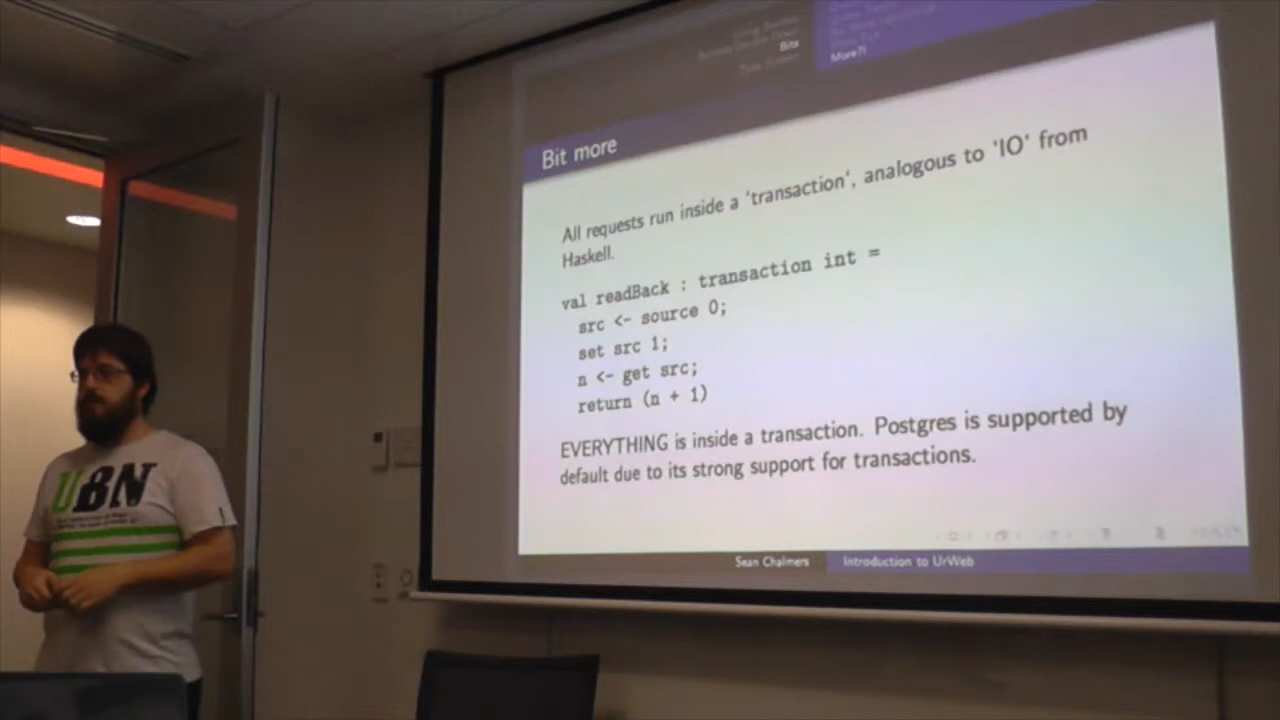 Bits
More?!
Bit more
All requests run inside a 'transaction', analogous to 'IO' from
Haskell.
val readBack : transaction int =
src <- source 0;
set src 1;
n <- get src;
return (n + 1)
EVERYTHING is inside a transaction. Postgres is supported by
default due to its strong support for transactions.
Sean Chalmers
Introduction to UrWeb
UBN